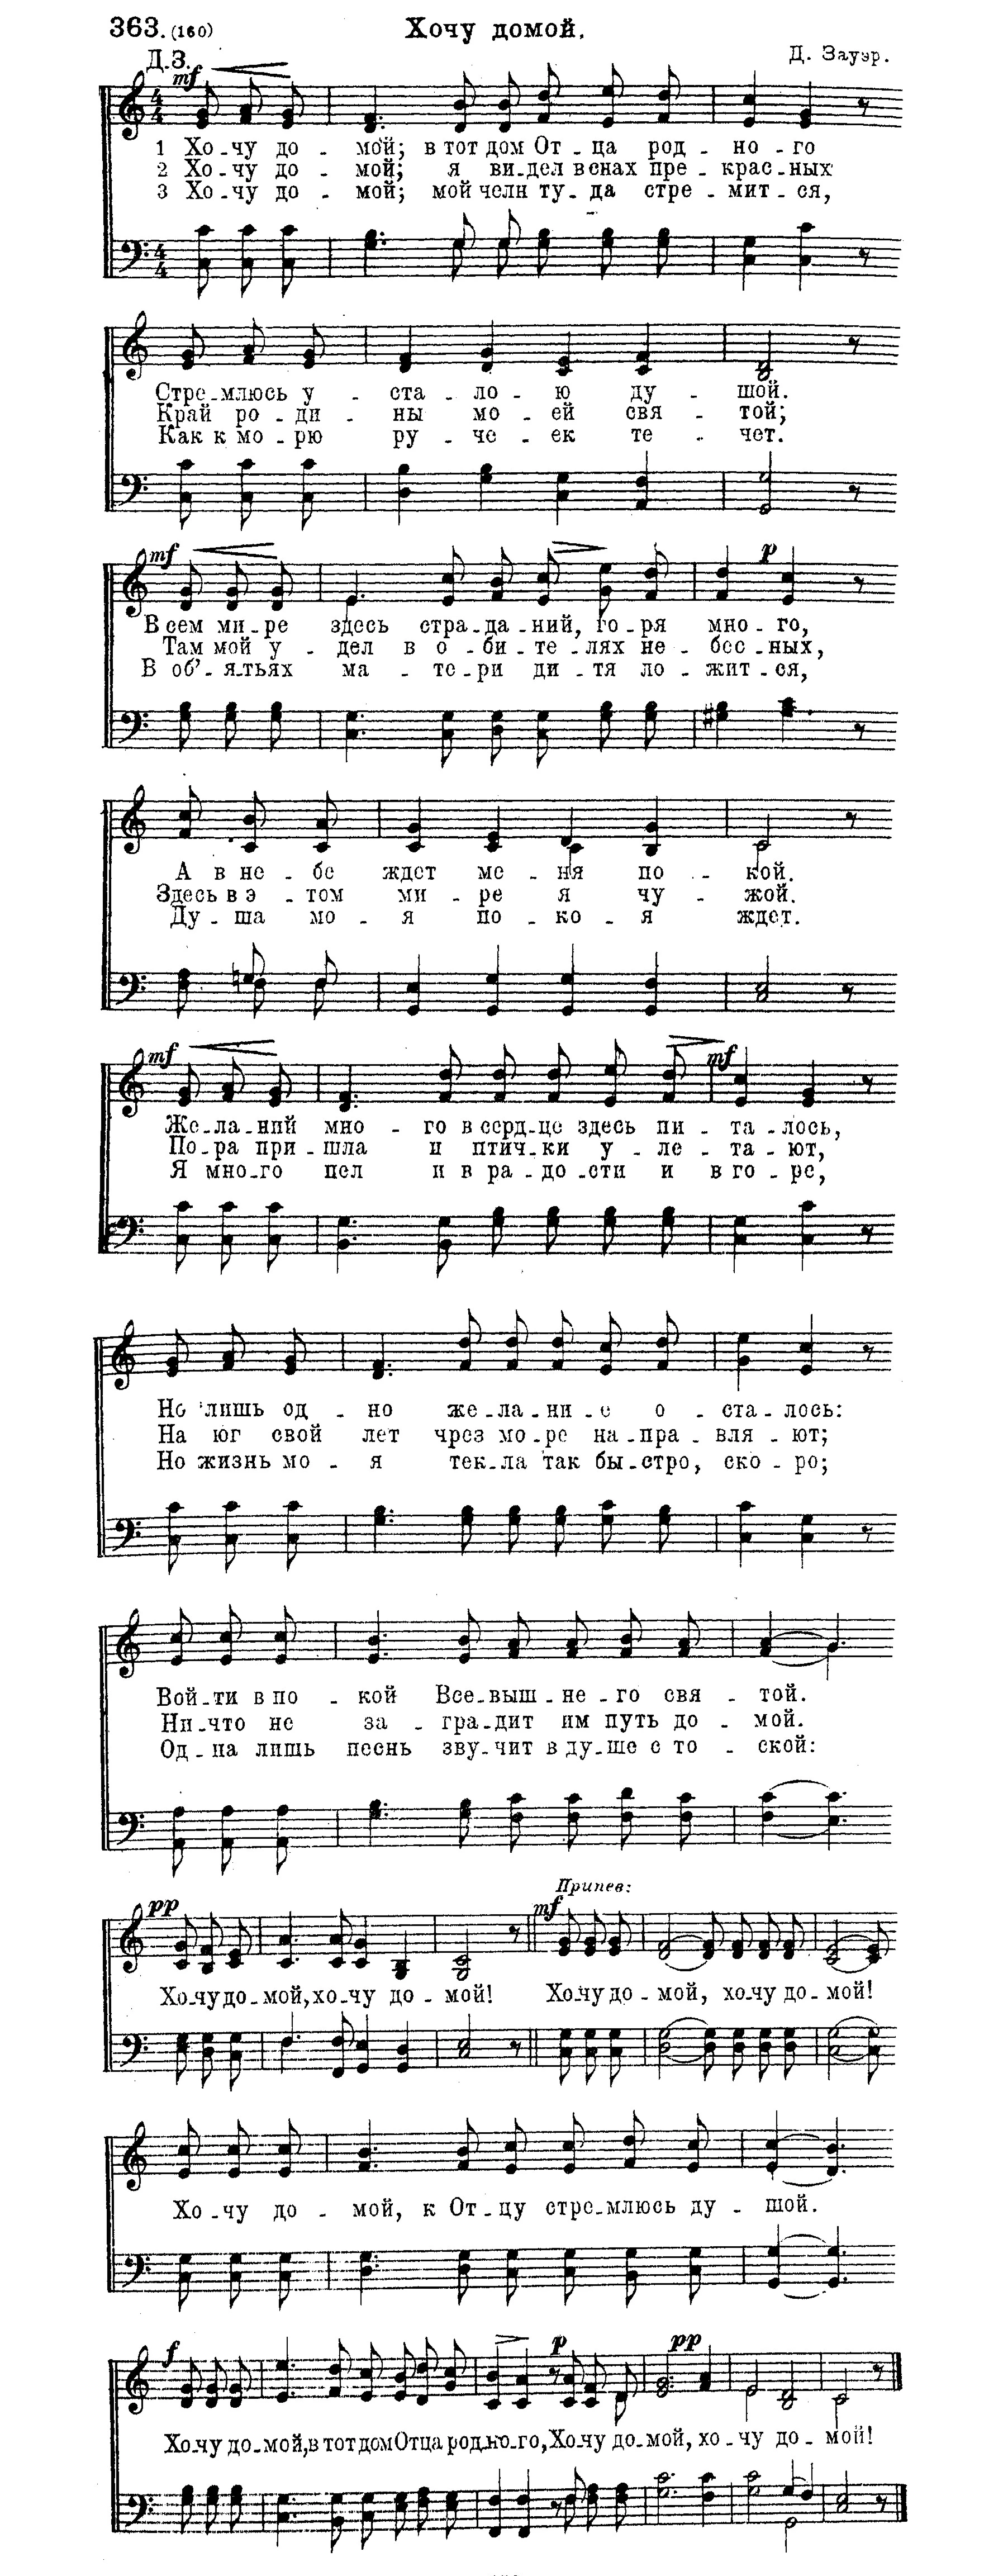 363. (160) Хочу домой.
Д.З. Д. Зауэр.
mf
4 4
1 Хо-чу до - мой; в тот дом От-ца род - но-го
2 Хо-чу до - мой; я ви-дел в снах пре - крас-ных
3 Хо-чу до - мой; мой челн ту-да стре - мит-ся,
4 4
Стре-млюсь у - ста - ло - ю ду - шой.
Край ро - ди - ны мо - ей свя - той;
Как к мо - рю ру - че - ек те - чет.
mf p
В сем ми-ре здесь стра-да-ний, го-ря мно-го,
Там мой у - дел в о - би-те-лях не - бес-ных,
В об'-я-тьях ма - те-ри ди-тя ло - жит-ся,
А в не - бе ждет ме - ня по - кой.
Здесь в э - том ми - ре я чу - жой.
Ду - ша мо - я по - ко - я ждет.
mf mf
Же-ла-ний мно - го в серд-це здесь пи - та-лось,
По-ра при-шла и птич-ки у - ле - та-ют,
Я мно-го пел и в ра-до-сти и в го-ре,
Но лишь од - но же-ла-ни-е о - ста-лось:
На юг свой лет чрез мо-ре на-пра-вля-ют;
Но жизнь мо - я тек-ла так бы-стро, ско-ро;
Вой-ти в по - кой Все-выш-не-го свя - той.
Ни-что не за - гра-дит им путь до - мой.
Од-на лишь песнь зву-чит в ду-ше с то - ской:
pp Припев:
mf
Хо-чу до-мой, хо-чу до - мой! Хо-чу до - мой, хо-чу до-мой!
Хо-чу до - мой, к От-цу стре-млюсь ду - шой.
f p pp
Хо-чу до-мой, в тот дом Отца род-но-го, Хо-чу до-мой, хо-чу до-мой!